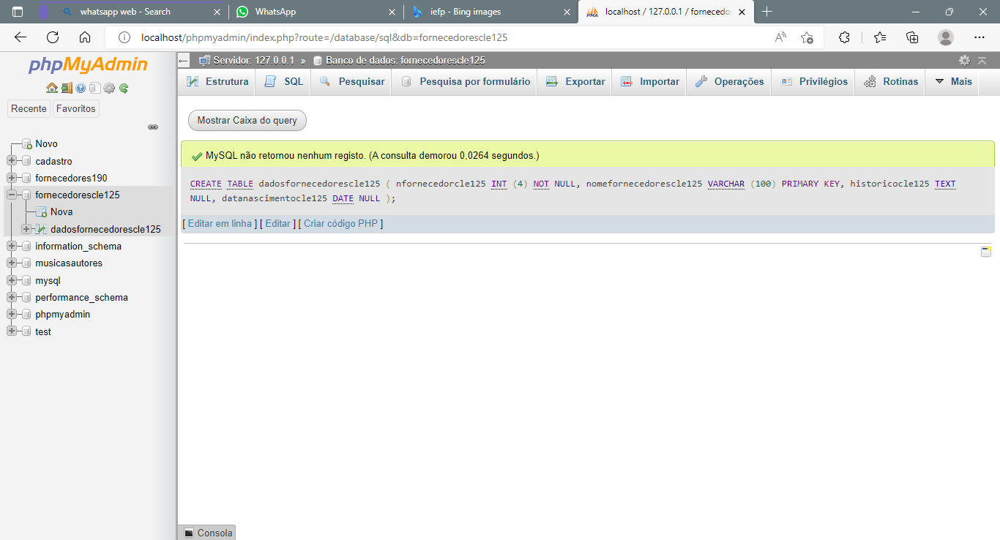 whatsapp web - Search
WhatsApp
iefp - Bing images
localhost / 127.0.0.1 / fornecedo
localhost/phpmyadmin/index.php?route=/database/sql&db=fornecedorescle125
phpMyAdmin
Recente
Favoritos
Novo
cadastro
fornecedores190
fornecedorescle125
Nova
dadosfornecedorescle125
information_schema
musicasautores
mysql
performance_schema
phpmyadmin
test
Servidor: 127.0.0.1 » Banco de dados: fornecedorescle125
Estrutura
SQL
Pesquisar
Pesquisa por formulário
Exportar
Importar
Operações
Privilégios
Rotinas
Mais
Mostrar Caixa do query
MySQL não retornou nenhum registo. (A consulta demorou 0,0264 segundos.)
CREATE TABLE dadosfornecedorescle125 ( nfornecedorcle125 INT (4) NOT NULL, nomefornecedorescle125 VARCHAR (100) PRIMARY KEY, historicocle125 TEXT
NULL, datanascimentocle125 DATE NULL );
[ Editar em linha ] [ Editar ] [ Criar código PHP ]
Consola